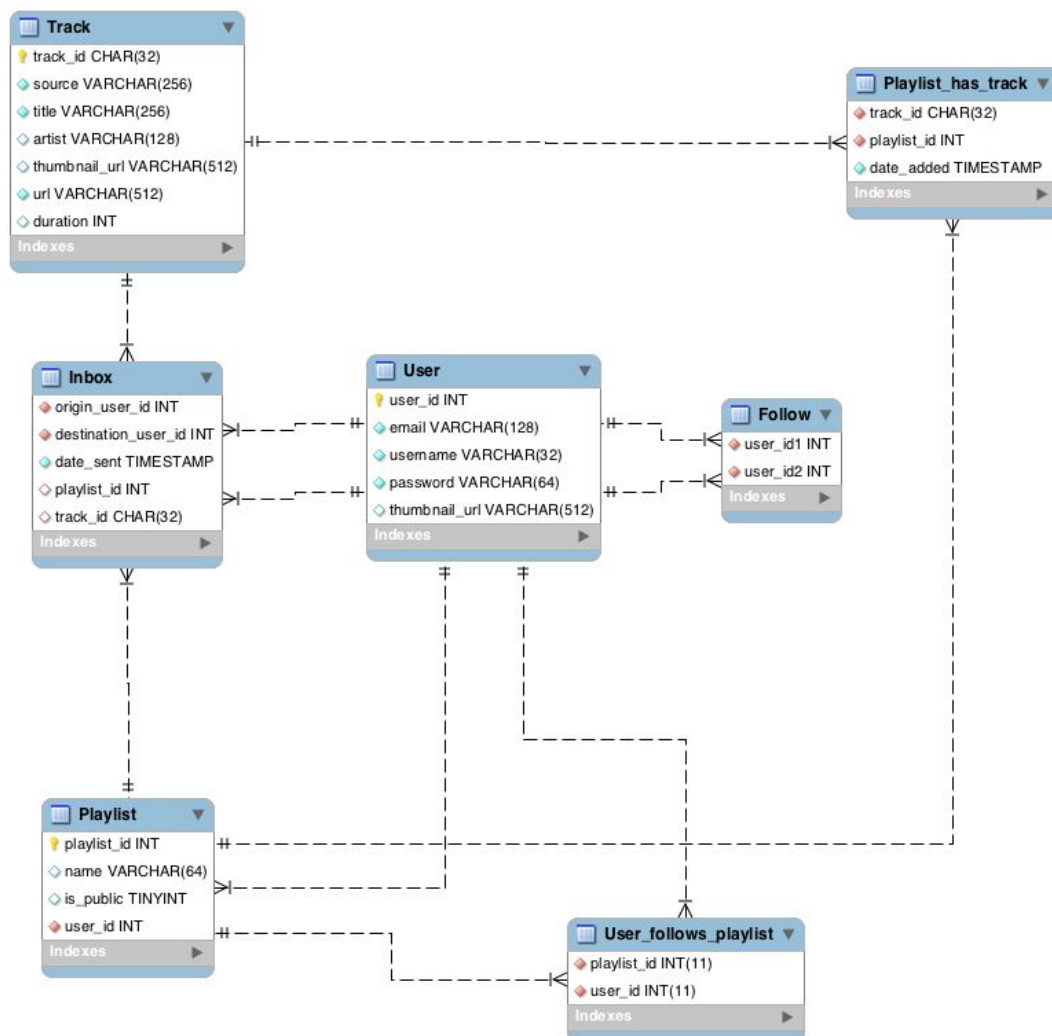 Track
track_id CHAR(32)
source VARCHAR(256)
title VARCHAR(256)
artist VARCHAR(128)
thumbnail_url VARCHAR(512)
url VARCHAR(512)
duration INT
Indexes
Playlist_has_track
track_id CHAR(32)
playlist_id INT
date_added TIMESTAMP
Indexes
Inbox
origin_user_id INT
destination_user_id INT
date_sent TIMESTAMP
playlist_id INT
track_id CHAR(32)
Indexes
User
user_id INT
email VARCHAR(128)
username VARCHAR(32)
password VARCHAR(64)
thumbnail_url VARCHAR(512)
Indexes
Follow
user_id1 INT
user_id2 INT
Indexes
Playlist
playlist_id INT
name VARCHAR(64)
is_public TINYINT
user_id INT
Indexes
User_follows_playlist
playlist_id INT(11)
user_id INT(11)
Indexes